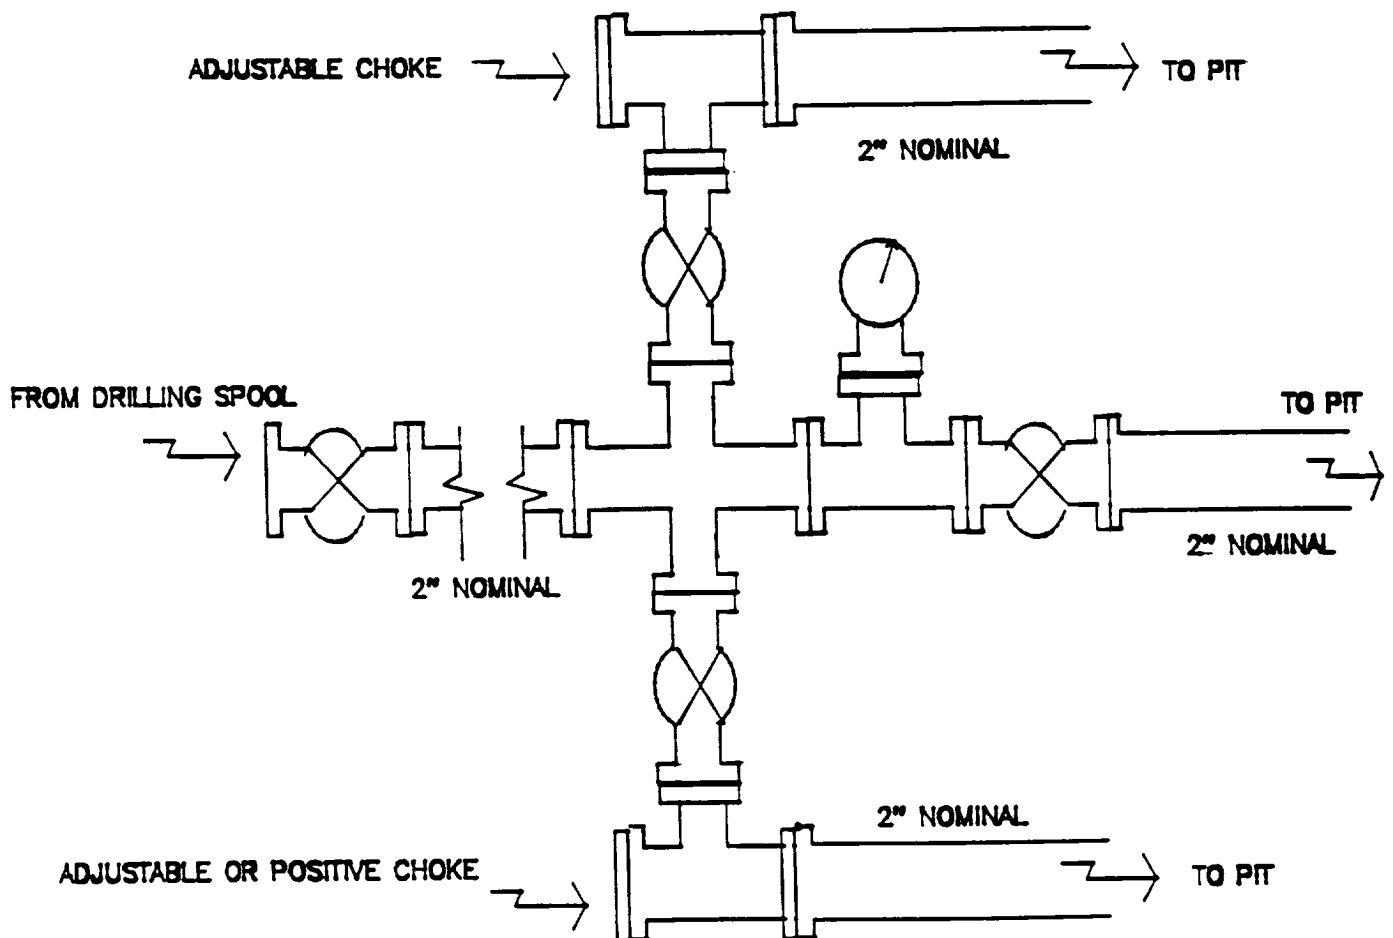 ADJUSTABLE CHOKE
TO PIT
2" NOMINAL
FROM DRILLING SPOOL
TO PIT
2" NOMINAL
2" NOMINAL
2" NOMINAL
ADJUSTABLE OR POSITIVE CHOKE
TO PIT